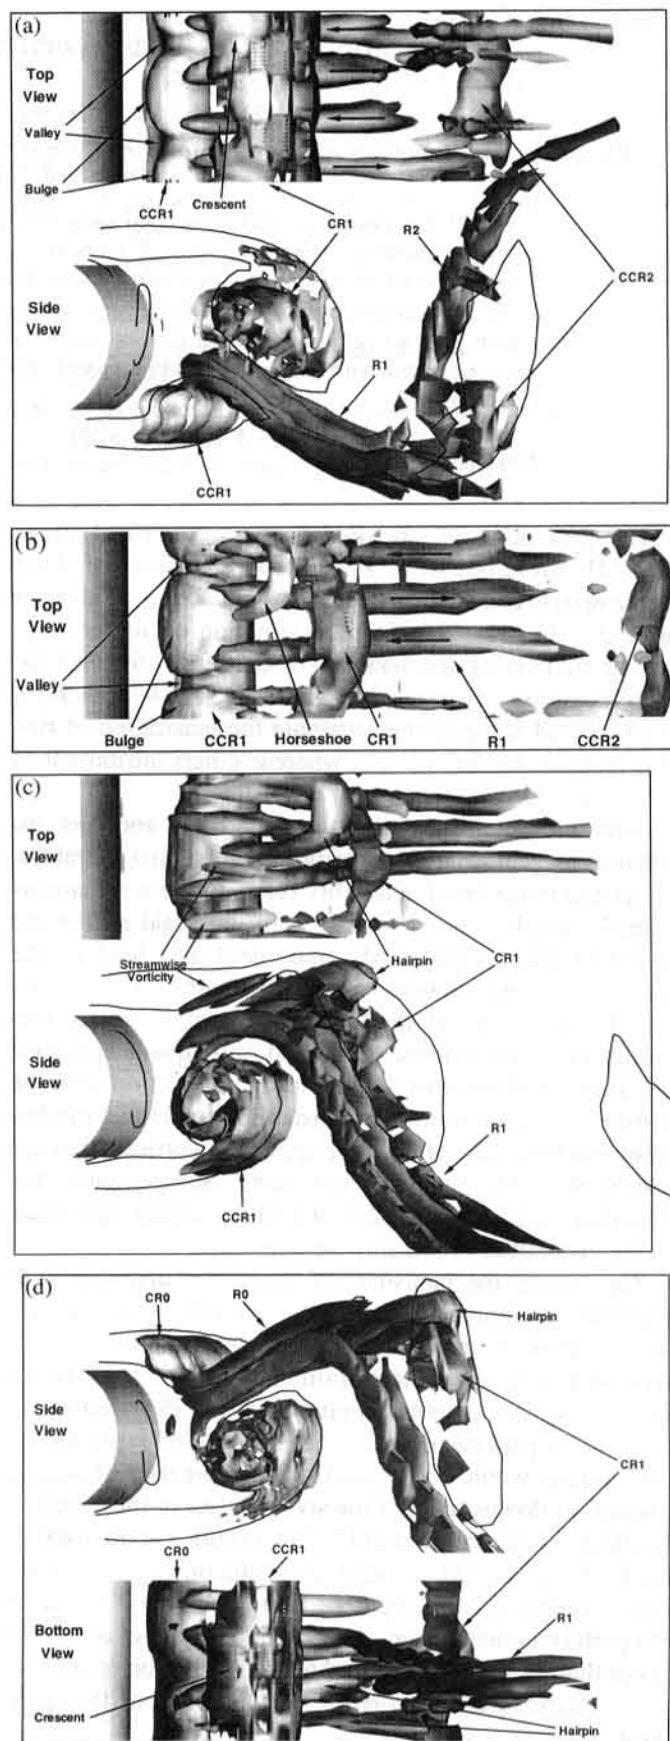 (a)
Top
View
Valley
Bulge
CCR1
Crescent
CR1
R2
CCR2
Side
View
R1
CCR1
(b)
Top
View
Valley
Bulge
CCR1
Horseshoe
CR1
R1
CCR2
(c)
Top
View
Streamwise
Vorticity
Hairpin
CR1
Side
View
R1
CCR1
(d)
CR0
R0
Hairpin
Side
View
CR1
CR0
CCR1
R1
Bottom
View
Crescent
Hairpin